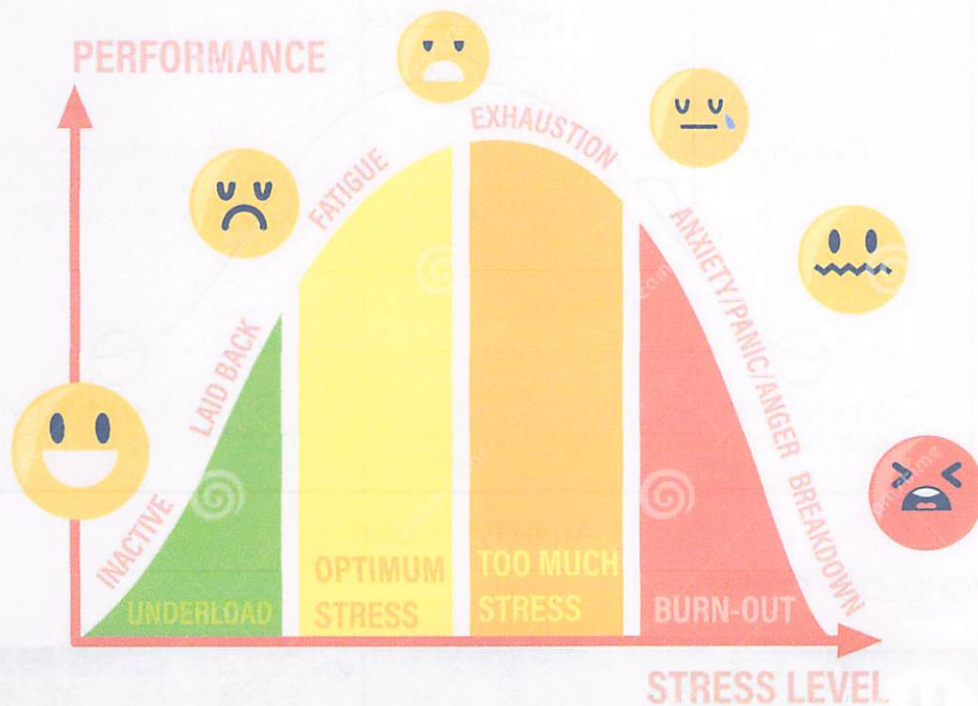 PERFORMANCE
EXHAUSTION
FATIGUE
LAID BACK
INACTIVE
ANXIETY/PANIC/ANGER
BREAKDOWN
UNDERLOAD
OPTIMUM
STRESS
TOO MUCH
STRESS
BURN-OUT
STRESS LEVEL